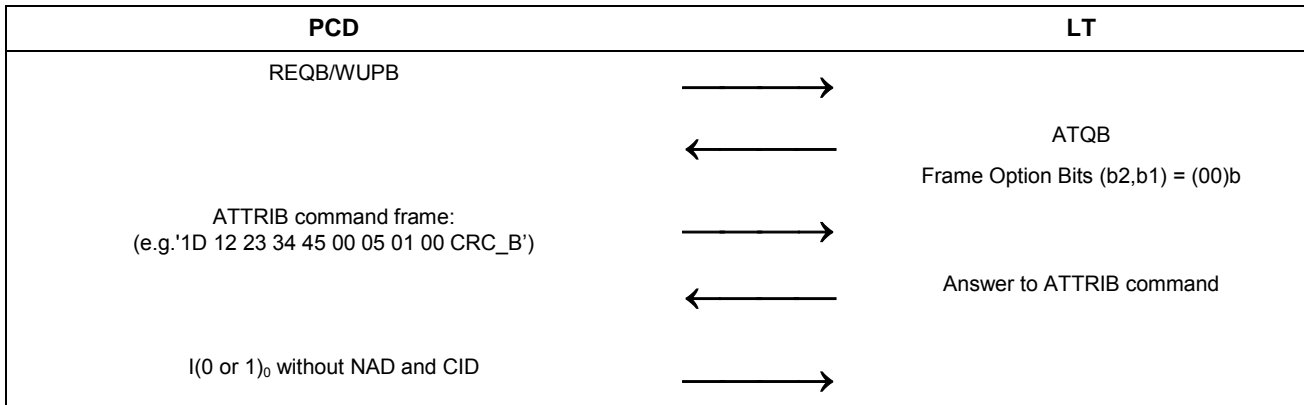 PCD
LT
REQB/WUPB
ATQB
Frame Option Bits (b2,b1) = (00)b
ATTRIB command frame:
(e.g.'1D 12 23 34 45 00 05 01 00 CRC_B’)
Answer to ATTRIB command
I(0 or 1)₀ without NAD and CID